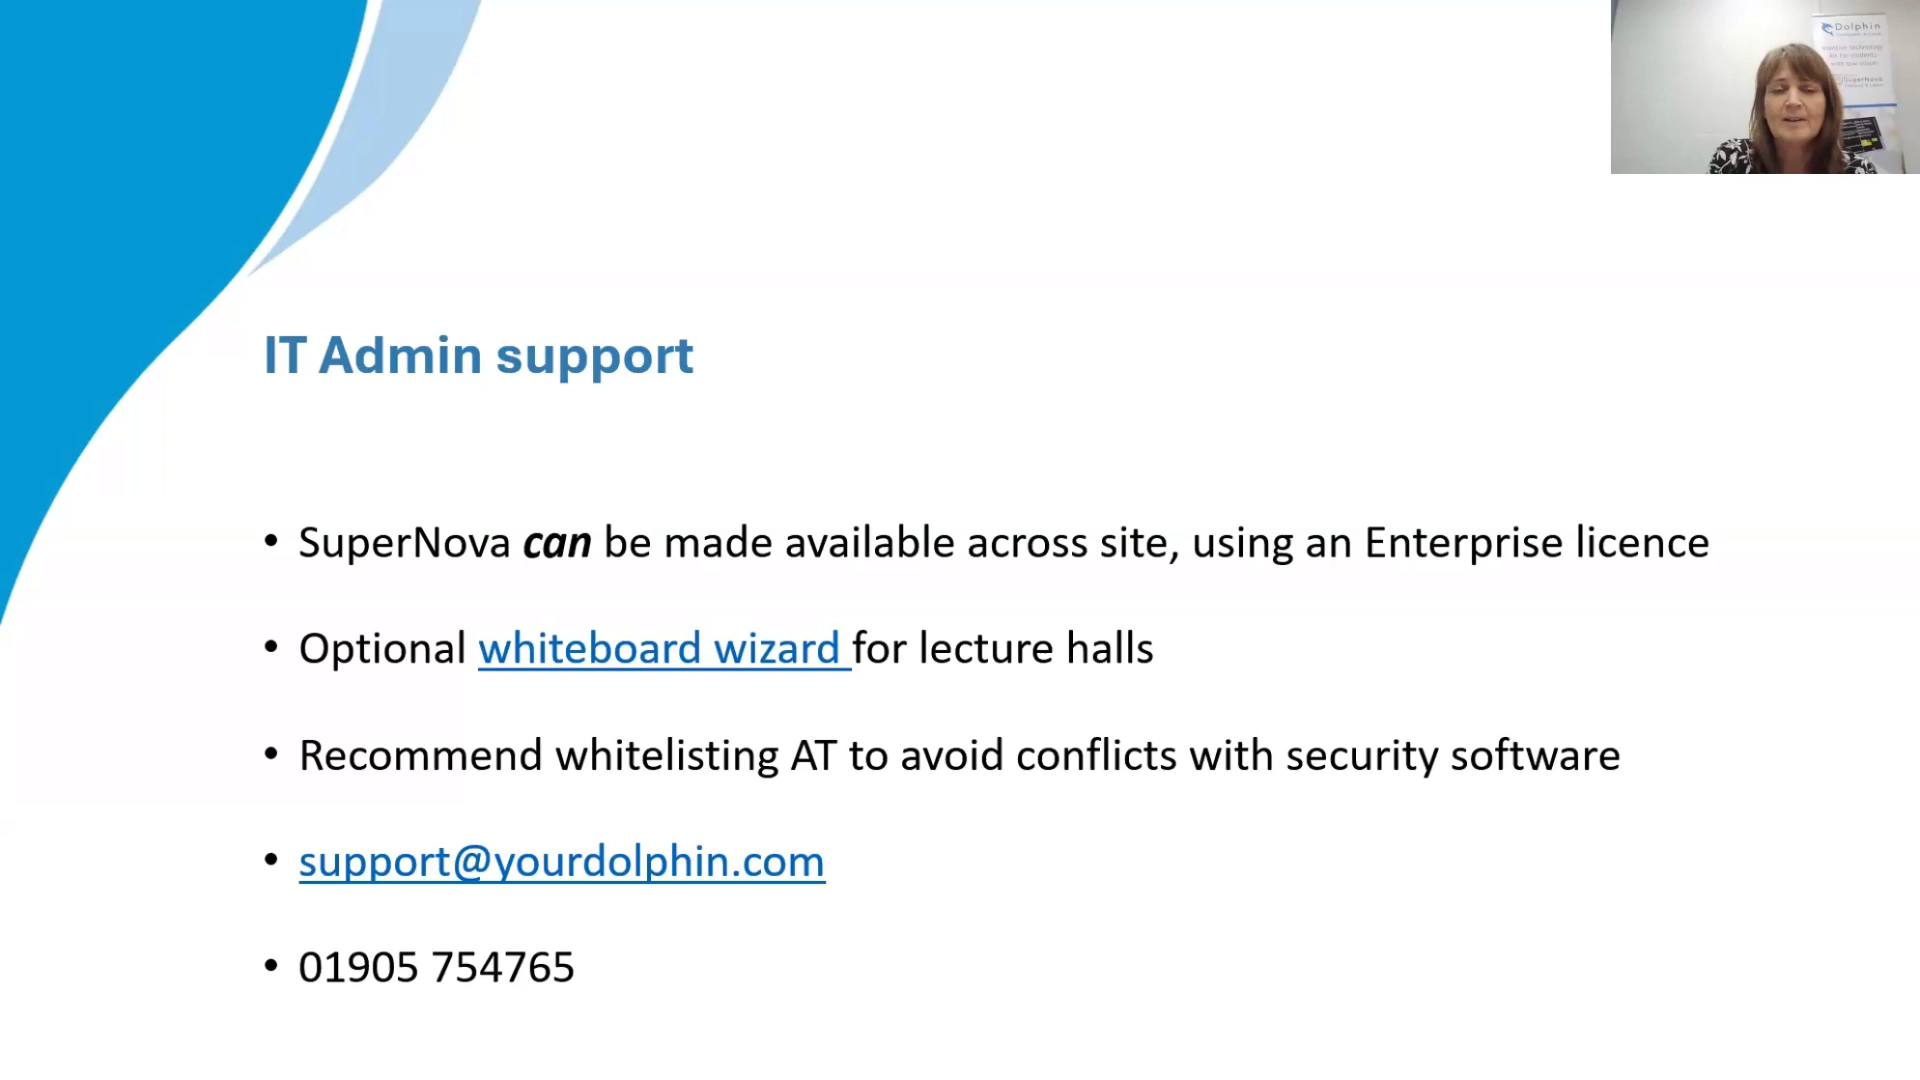 Dolphin
SuperNova
IT Admin support
• SuperNova can be made available across site, using an Enterprise licence
• Optional whiteboard wizard for lecture halls
• Recommend whitelisting AT to avoid conflicts with security software
• support@yourdolphin.com
• 01905 754765